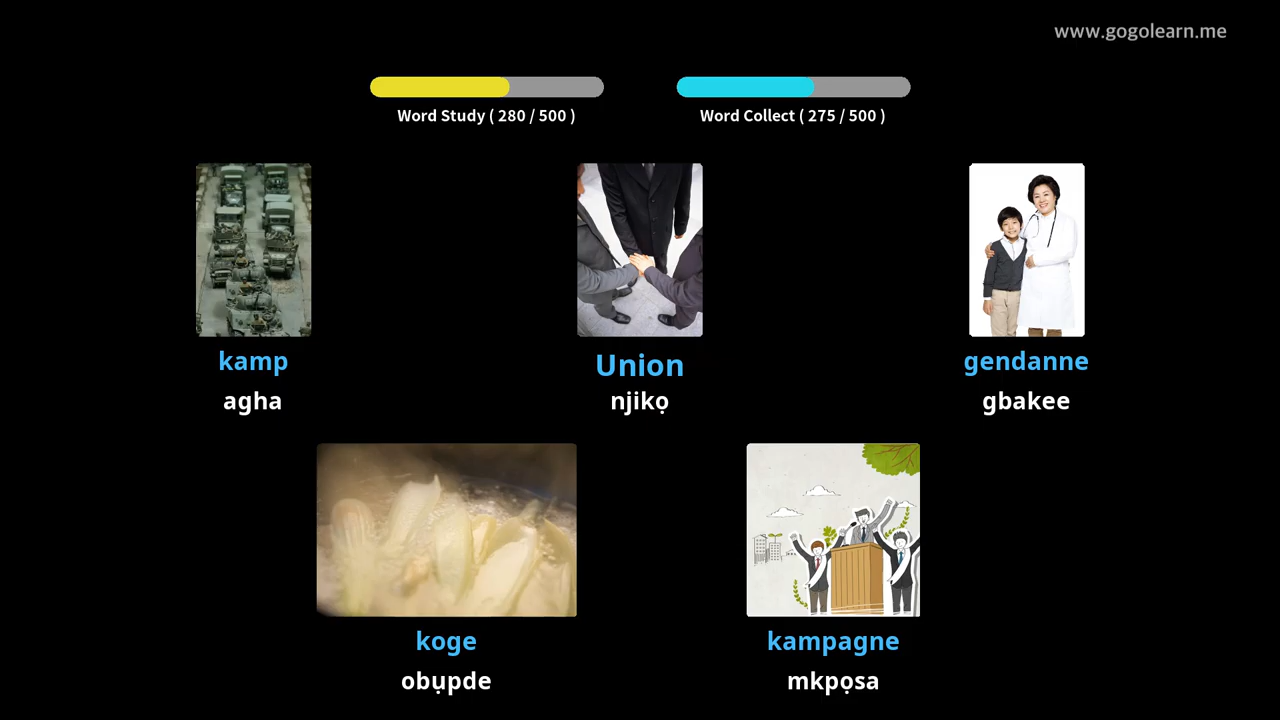 www.gogolearn.me
Word Study ( 280 / 500 )
Word Collect ( 275 / 500 )
kamp
agha
Union
njikọ
gendanne
gbakee
koge
obụpde
kampagne
mkpọsa